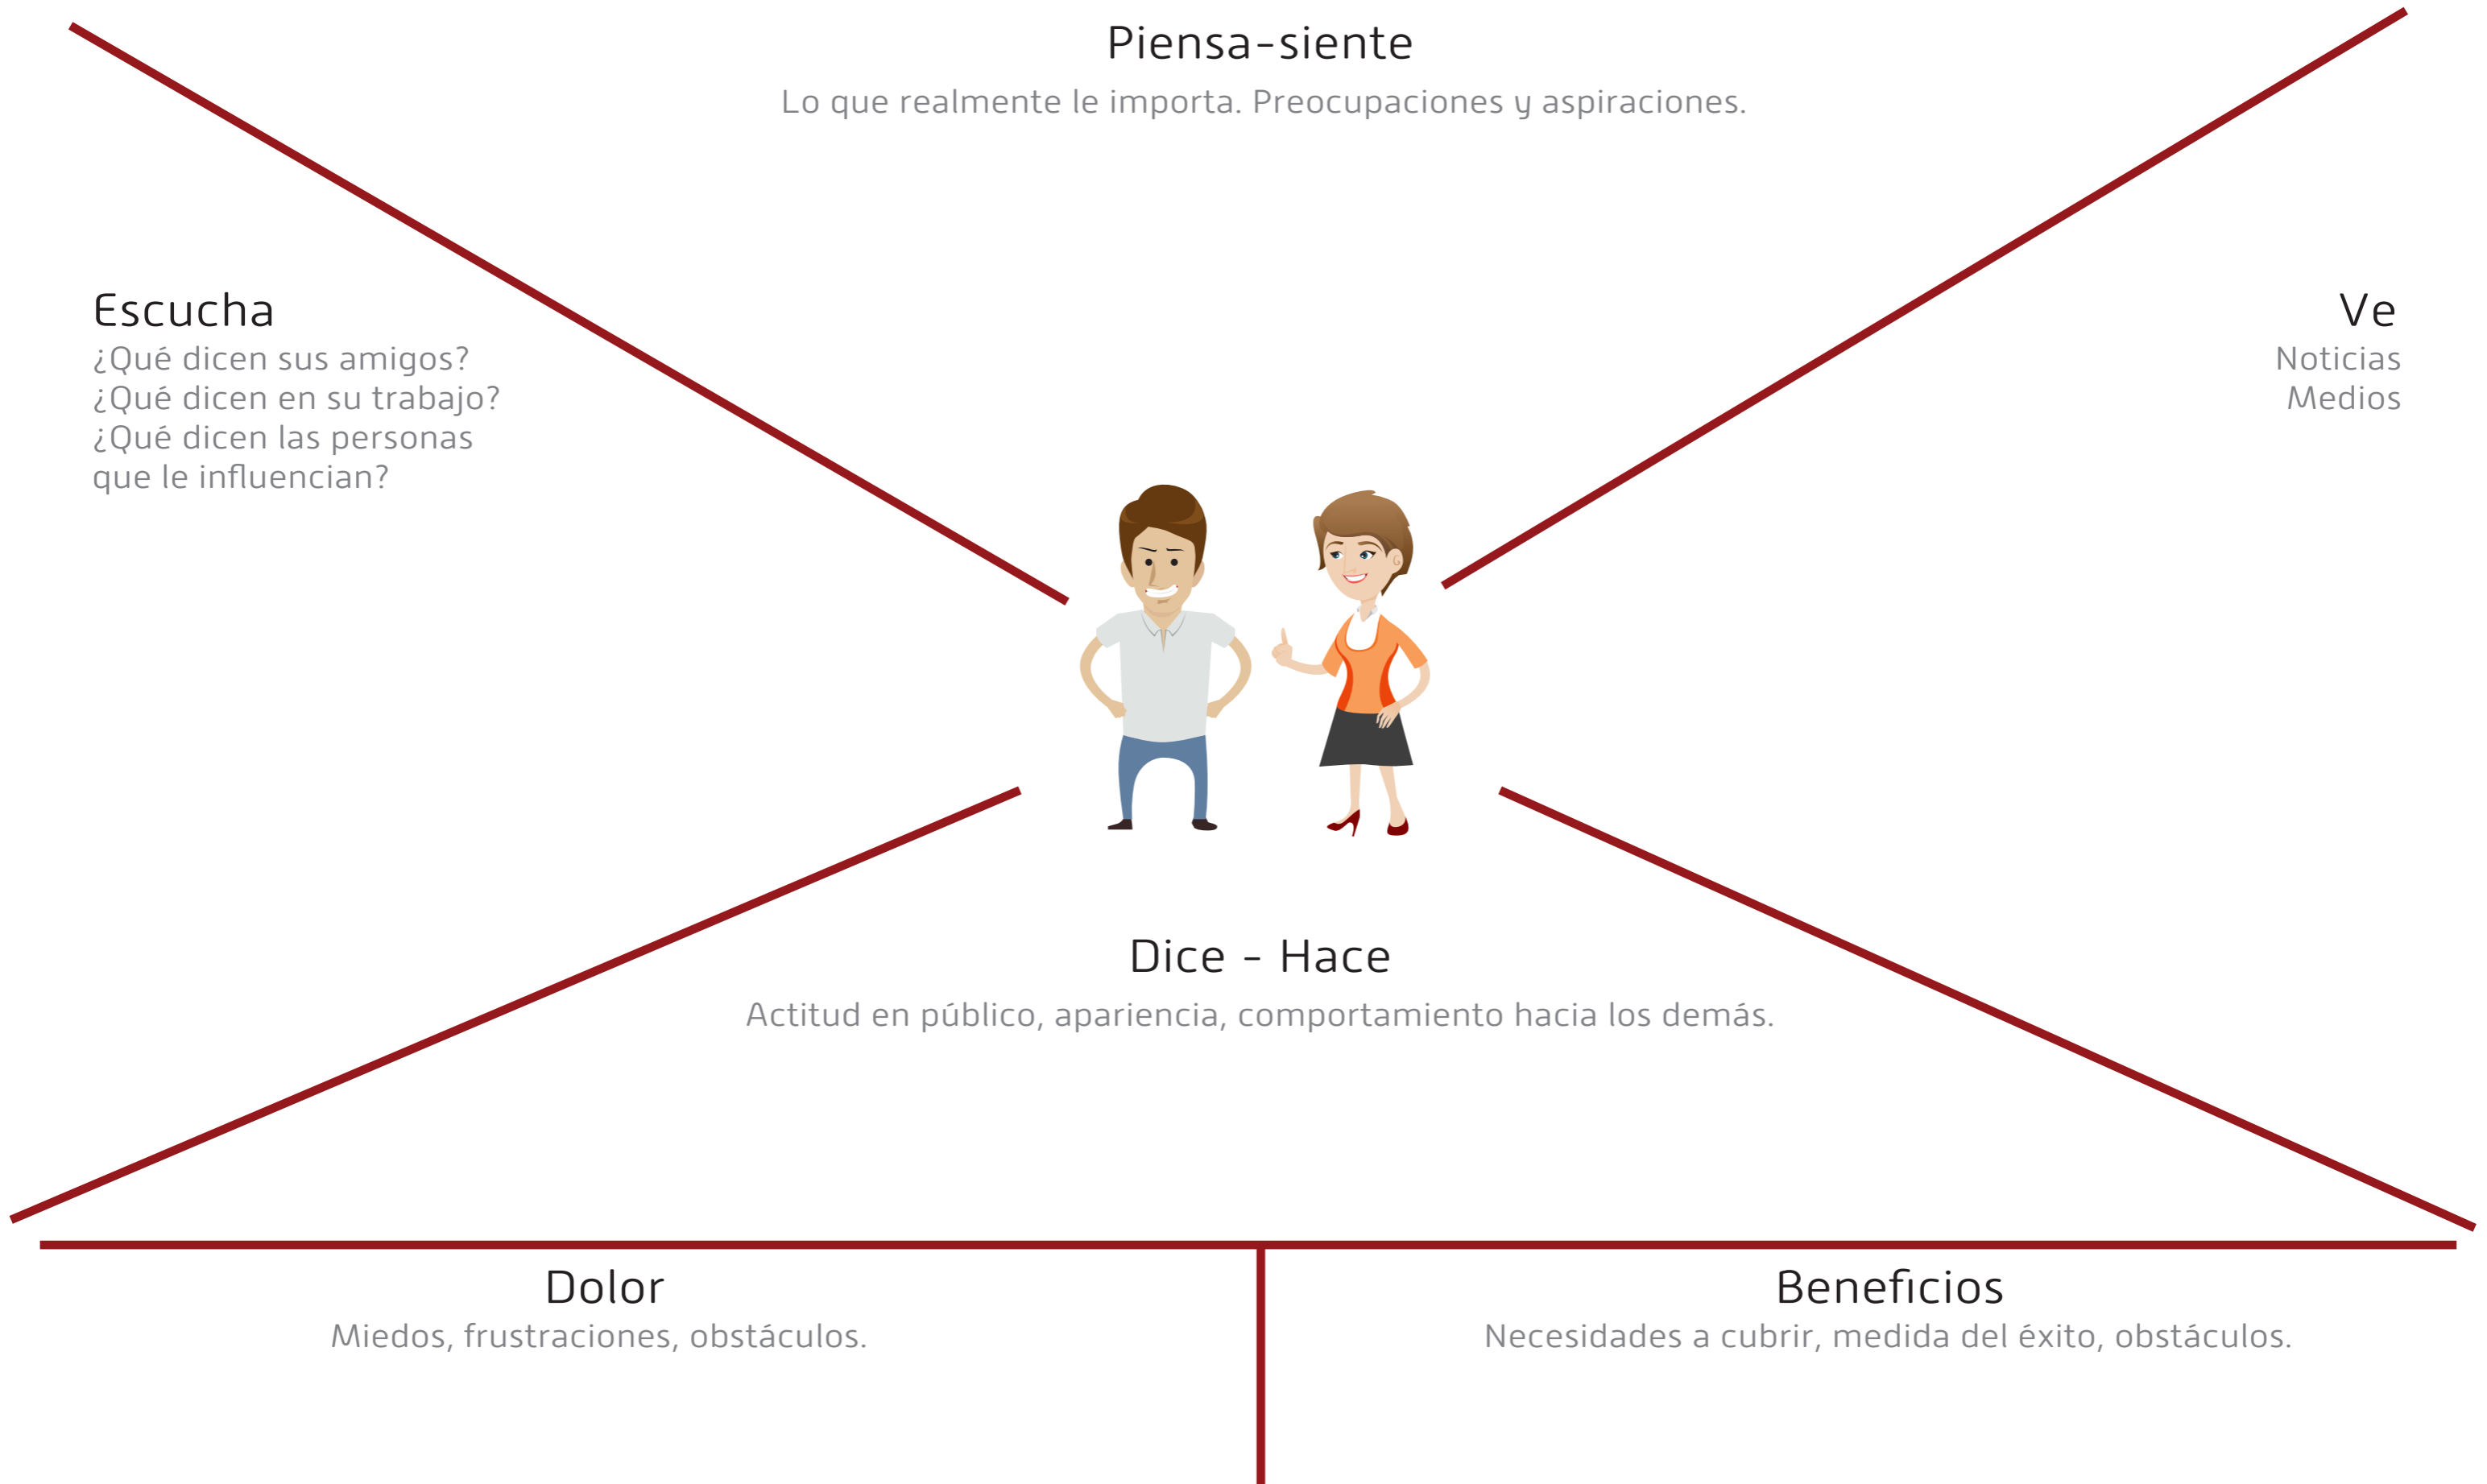 Piensa-siente
Lo que realmente le importa. Preocupaciones y aspiraciones.
Escucha
¿Qué dicen sus amigos?
¿Qué dicen en su trabajo?
¿Qué dicen las personas
que le influencian?
Ve
Noticias
Medios
Dice - Hace
Actitud en público, apariencia, comportamiento hacia los demás.
Dolor
Miedos, frustraciones, obstáculos.
Beneficios
Necesidades a cubrir, medida del éxito, obstáculos.